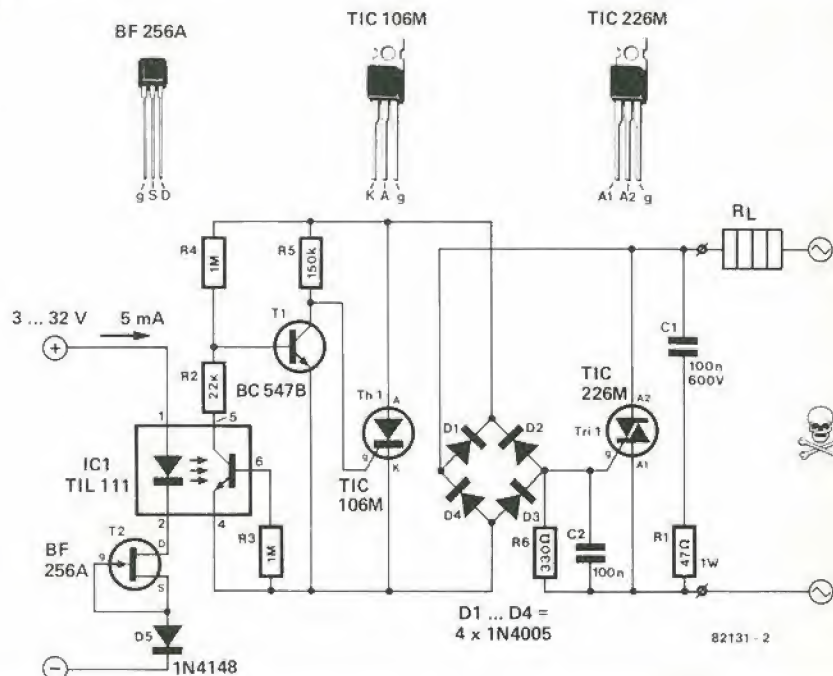 BF 256A
TIC 106M
TIC 226M
g S D
K A g
A1 A2 g
R4
1M
R5
150k
RL
3 ... 32 V
5 mA
+
T1
R2
22k
BC 547B
C1
100n
600V
TIC
226M
A2
Th 1
A
g
K
Tri 1
g
A1
1
5
IC1
TIL 111
6
2
4
TIC
106M
D1
D2
D4
D3
T2
BF
256A
D
g
S
R3
1M
R6
330Ω
C2
100n
R1
47Ω
1W
D5
1N4148
D1 ... D4 =
4 x 1N4005
82131 - 2